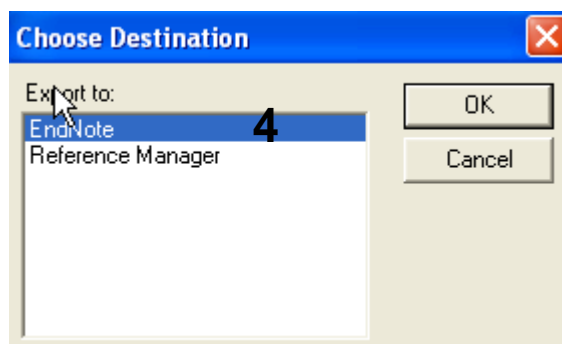 Choose Destination
Export to:
OK
EndNote 4
Reference Manager
Cancel